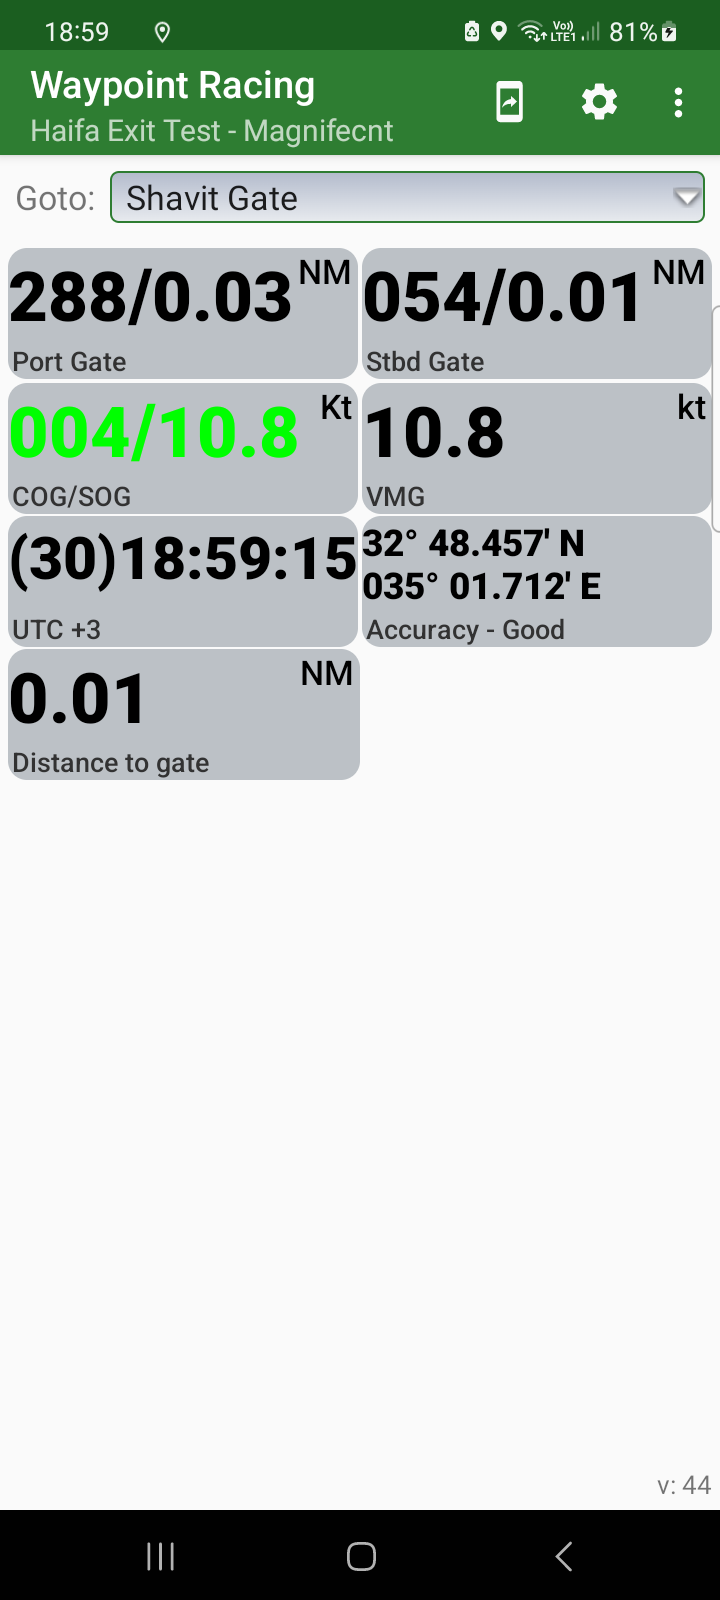 18:59
Vo))
LTE1
81%
Waypoint Racing
Haifa Exit Test - Magnifecnt
Goto: Shavit Gate
288/0.03 NM
Port Gate
054/0.01 NM
Stbd Gate
004/10.8 Kt
COG/SOG
10.8 kt
VMG
(30)18:59:15
UTC +3
32° 48.457' N
035° 01.712' E
Accuracy - Good
0.01 NM
Distance to gate
v: 44